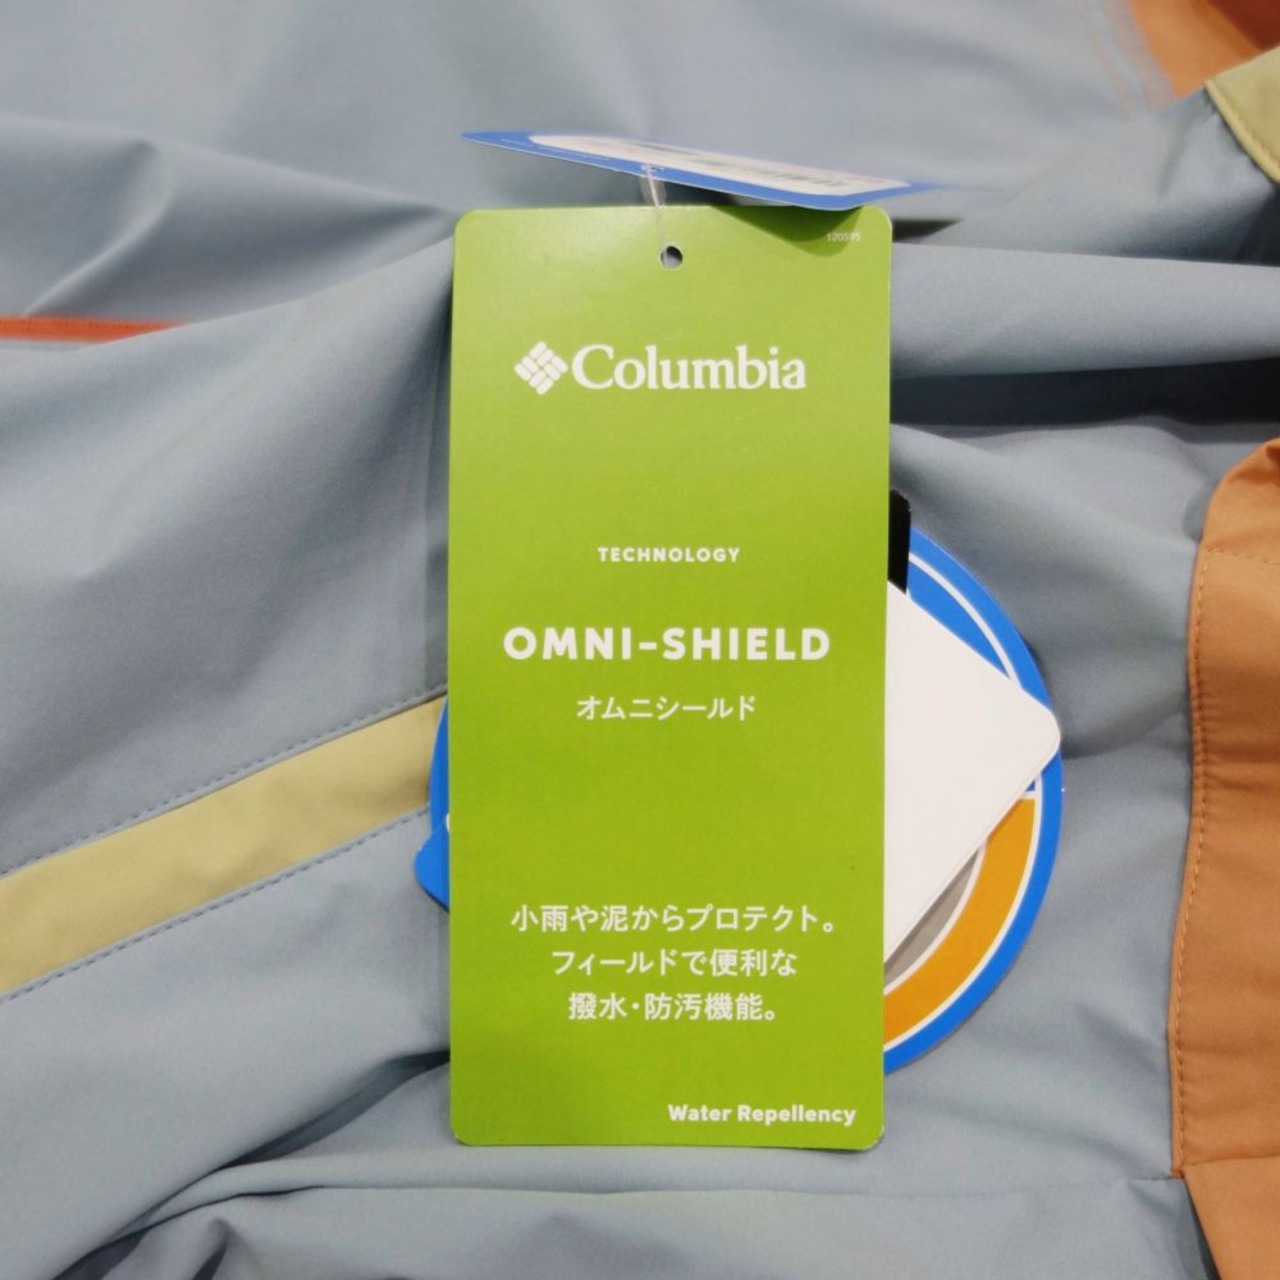 120595
Columbia
TECHNOLOGY
OMNI-SHIELD
オムニシールド
小雨や泥からプロテクト。
フィールドで便利な
撥水・防汚機能。
Water Repellency